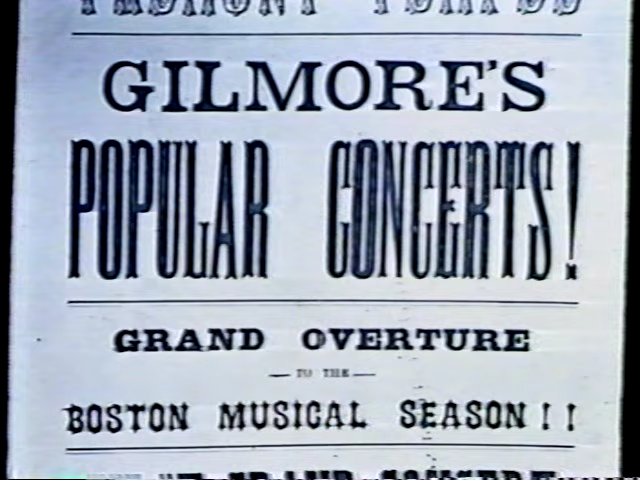 GILMORE'S
POPULAR CONCERTS!
GRAND OVERTURE
TO THE
BOSTON MUSICAL SEASON!!